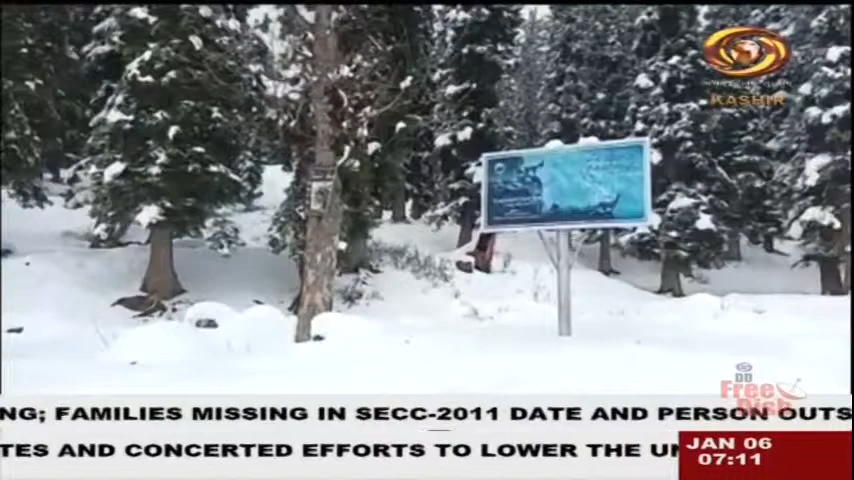 KASHIR
DD
Free
Dish
NG; FAMILIES MISSING IN SECC-2011 DATE AND PERSON OUTS
TES AND CONCERTED EFFORTS TO LOWER THE UN
JAN 06
07:11